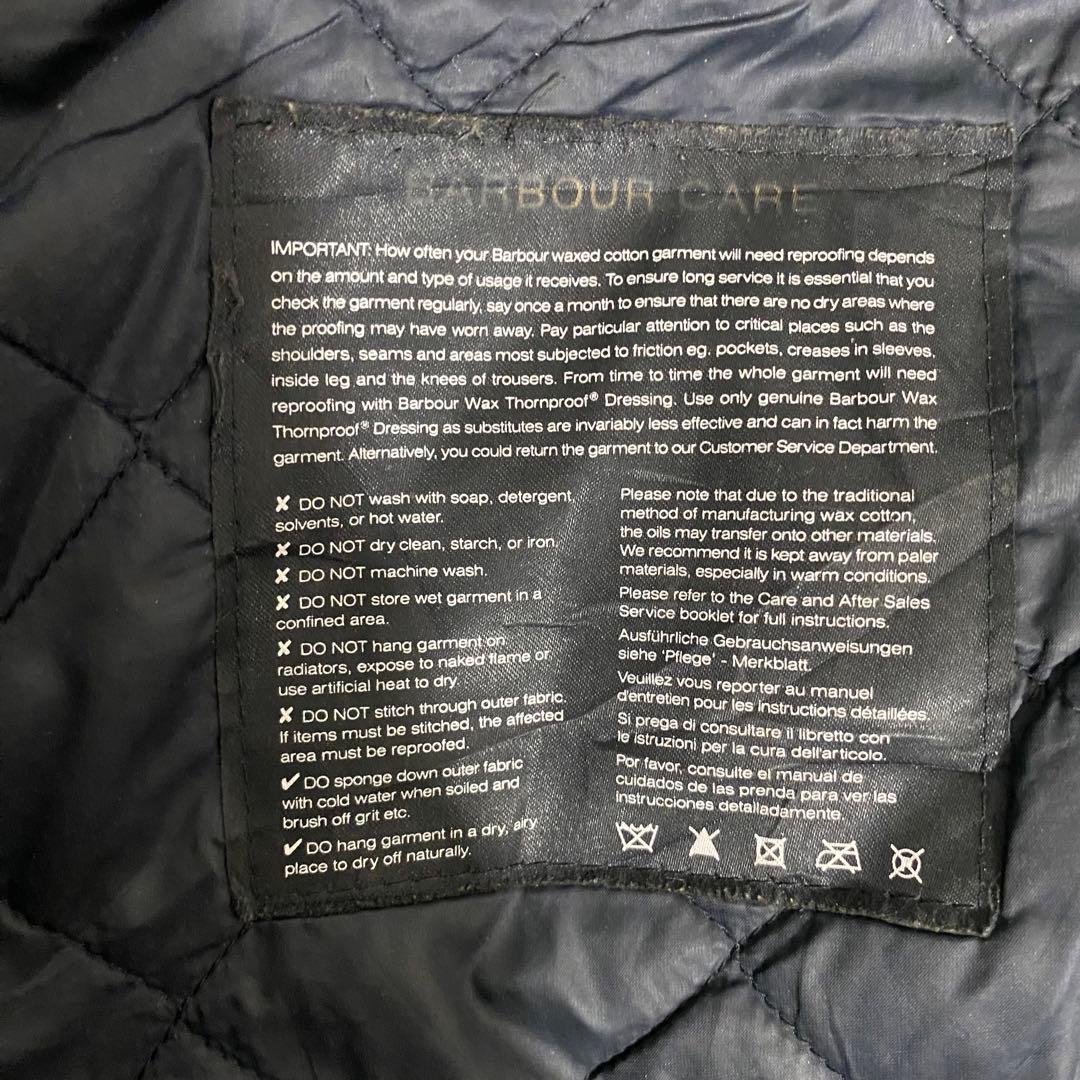 BARBOUR CARE
IMPORTANT: How often your Barbour waxed cotton garment will need reproofing depends
on the amount and type of usage it receives. To ensure long service it is essential that you
check the garment regularly, say once a month to ensure that there are no dry areas where
the proofing may have worn away. Pay particular attention to critical places such as the
shoulders, seams and areas most subjected to friction eg. pockets, creases in sleeves,
inside leg and the knees of trousers. From time to time the whole garment will need
reproofing with Barbour Wax Thornproof® Dressing. Use only genuine Barbour Wax
Thornproof® Dressing as substitutes are invariably less effective and can in fact harm the
garment. Alternatively, you could return the garment to our Customer Service Department.
✘ DO NOT wash with soap, detergent,
solvents, or hot water.
✘ DO NOT dry clean, starch, or iron.
✘ DO NOT machine wash.
✘ DO NOT store wet garment in a
confined area.
✘ DO NOT hang garment on
radiators, expose to naked flame or
use artificial heat to dry.
✘ DO NOT stitch through outer fabric.
If items must be stitched, the affected
area must be reproofed.
✔ DO sponge down outer fabric
with cold water when soiled and
brush off grit etc.
✔ DO hang garment in a dry, airy
place to dry off naturally.
Please note that due to the traditional
method of manufacturing wax cotton,
the oils may transfer onto other materials.
We recommend it is kept away from paler
materials, especially in warm conditions.
Please refer to the Care and After Sales
Service booklet for full instructions.
Ausführliche Gebrauchsanweisungen
siehe 'Pflege' - Merkblatt.
Veuillez vous reporter au manuel
d'entretien pour les instructions détaillées.
Si prega di consultare il libretto con
le istruzioni per la cura dell'articolo.
Por favor, consulte el manual de
cuidados de las prenda para ver las
instrucciones detalladamente.